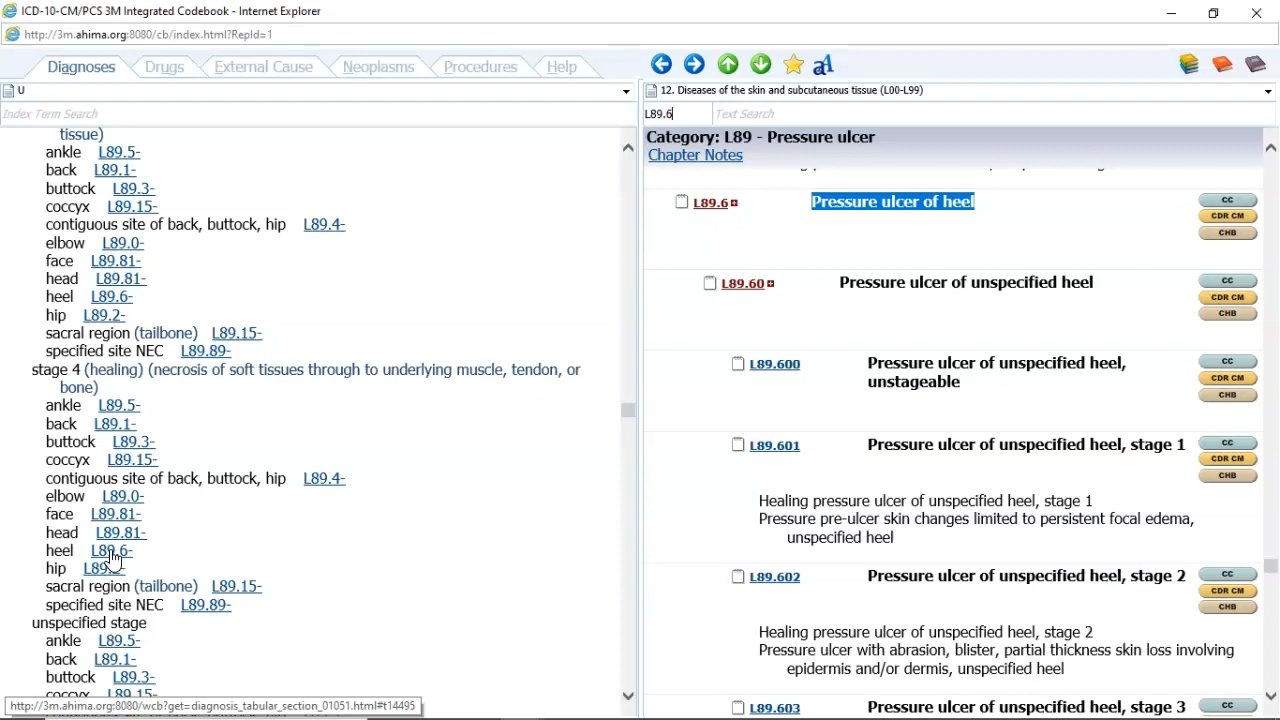 ICD-10-CM/PCS 3M Integrated Codebook - Internet Explorer
http://3m.ahima.org:8080/cb/index.html?RepId=1
Diagnoses Drugs External Cause Neoplasms Procedures Help
U
Index Term Search
tissue)
ankle L89.5-
back L89.1-
buttock L89.3-
coccyx L89.15-
contiguous site of back, buttock, hip L89.4-
elbow L89.0-
face L89.81-
head L89.81-
heel L89.6-
hip L89.2-
sacral region (tailbone) L89.15-
specified site NEC L89.89-
stage 4 (healing) (necrosis of soft tissues through to underlying muscle, tendon, or
bone)
ankle L89.5-
back L89.1-
buttock L89.3-
coccyx L89.15-
contiguous site of back, buttock, hip L89.4-
elbow L89.0-
face L89.81-
head L89.81-
heel L89.6-
hip
sacral region (tailbone) L89.15-
specified site NEC L89.89-
unspecified stage
ankle L89.5-
back L89.1-
buttock L89.3-
coccyx L89.15-
http://3m.ahima.org:8080/wcb?get=diagnosis_tabular_section_01051.html#t14495
12. Diseases of the skin and subcutaneous tissue (L00-L99)
L89.6 Text Search
Category: L89 - Pressure ulcer
Chapter Notes
L89.6 Pressure ulcer of heel CC
CDR CM
CHB
L89.60 Pressure ulcer of unspecified heel CC
CDR CM
CHB
L89.600 Pressure ulcer of unspecified heel, CC
unstageable CDR CM
CHB
L89.601 Pressure ulcer of unspecified heel, stage 1 CC
CDR CM
CHB
Healing pressure ulcer of unspecified heel, stage 1
Pressure pre-ulcer skin changes limited to persistent focal edema,
unspecified heel
L89.602 Pressure ulcer of unspecified heel, stage 2 CC
CDR CM
CHB
Healing pressure ulcer of unspecified heel, stage 2
Pressure ulcer with abrasion, blister, partial thickness skin loss involving
epidermis and/or dermis, unspecified heel
L89.603 Pressure ulcer of unspecified heel, stage 3 CC